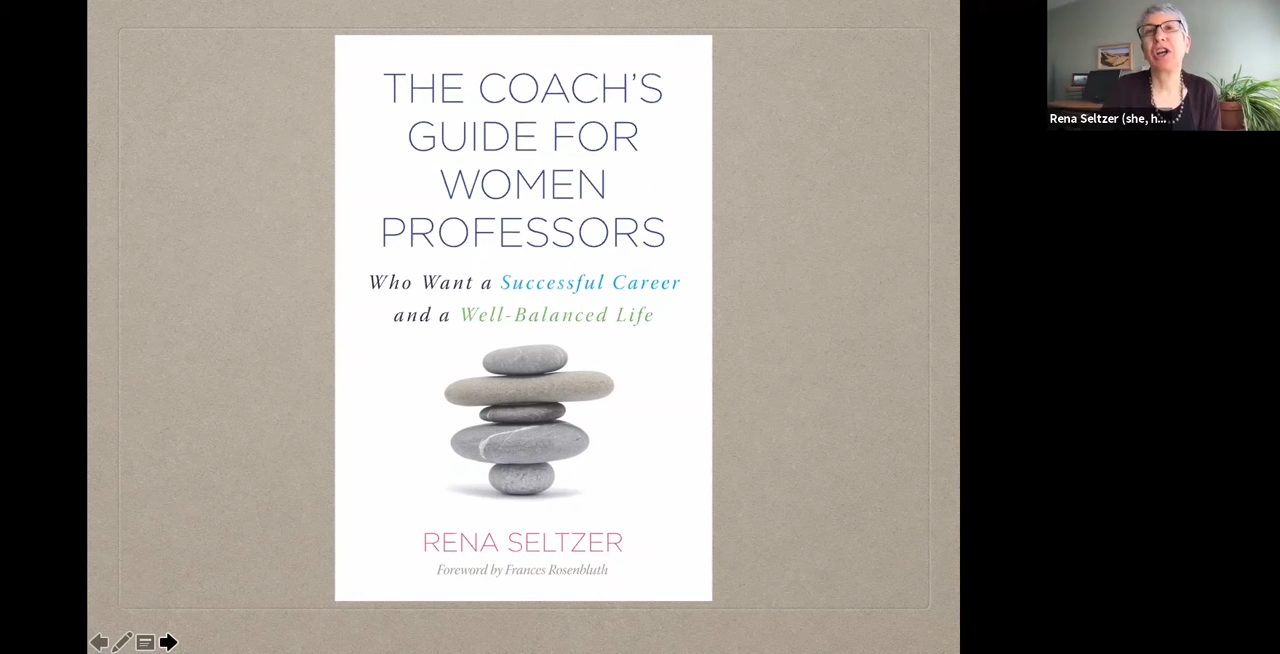 THE COACH'S
GUIDE FOR
WOMEN
PROFESSORS
Who Want a Successful Career
and a Well-Balanced Life
RENA SELTZER
Foreword by Frances Rosenbluth
Rena Seltzer (she, h...